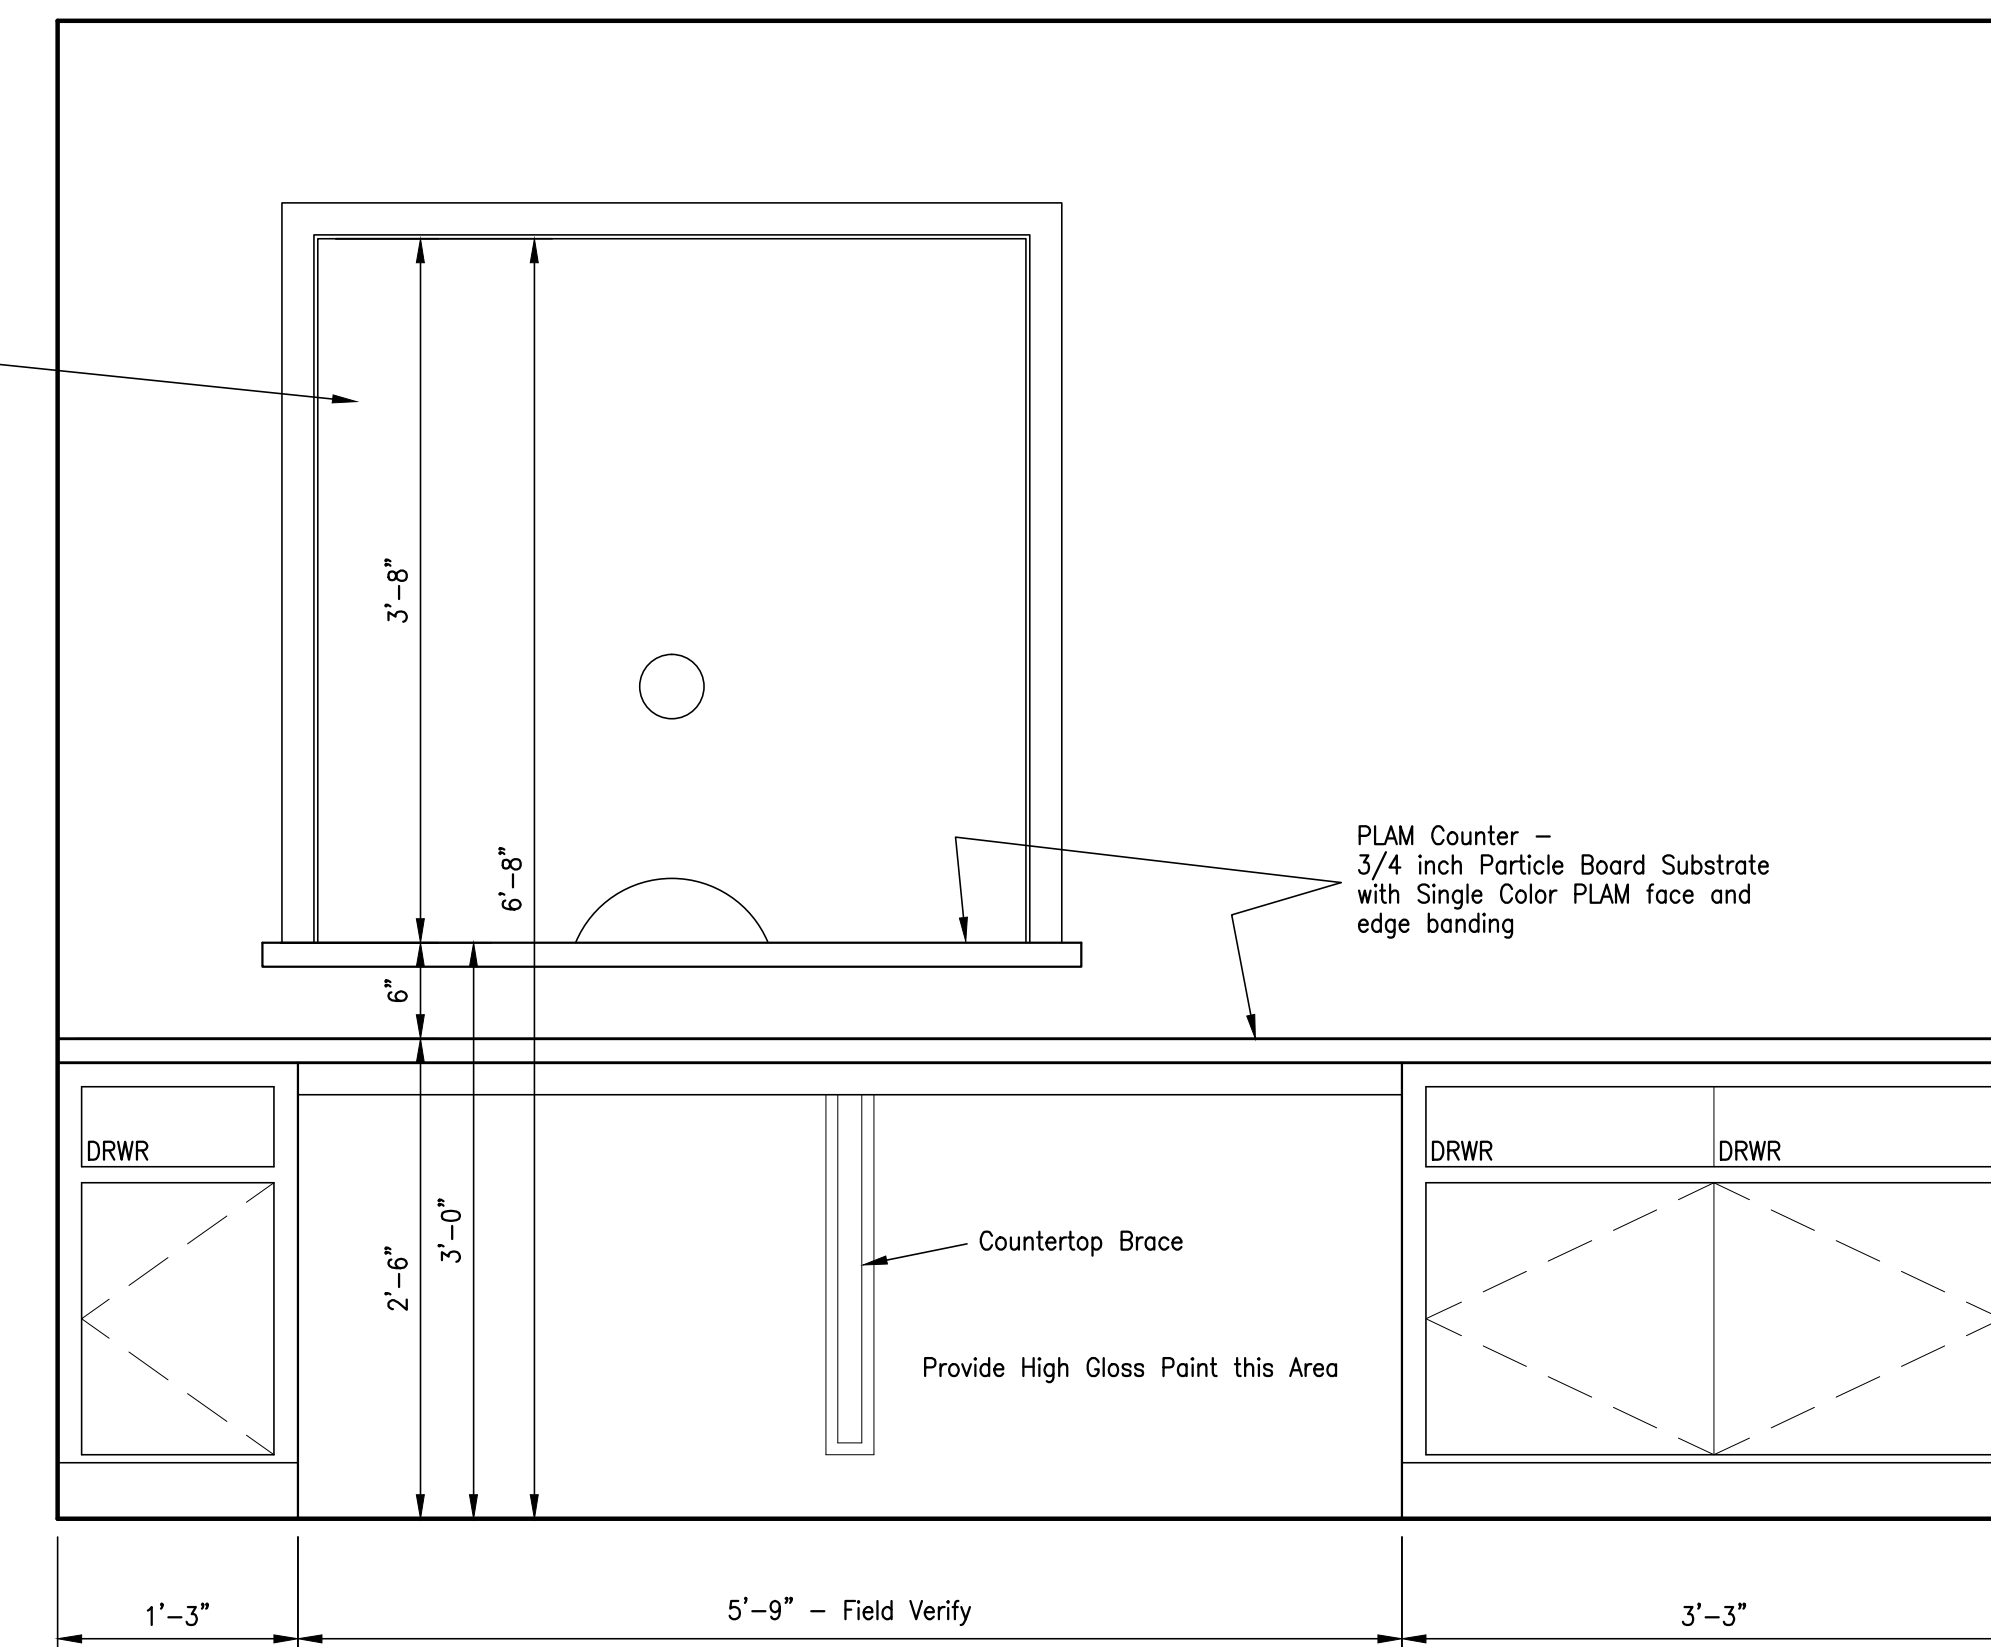 3'-8"
6'-8"
PLAM Counter –
3/4 inch Particle Board Substrate
with Single Color PLAM face and
edge banding
6"
DRWR
DRWR
DRWR
3'-0"
2'-6"
Countertop Brace
Provide High Gloss Paint this Area
1'-3"
5'-9" – Field Verify
3'-3"